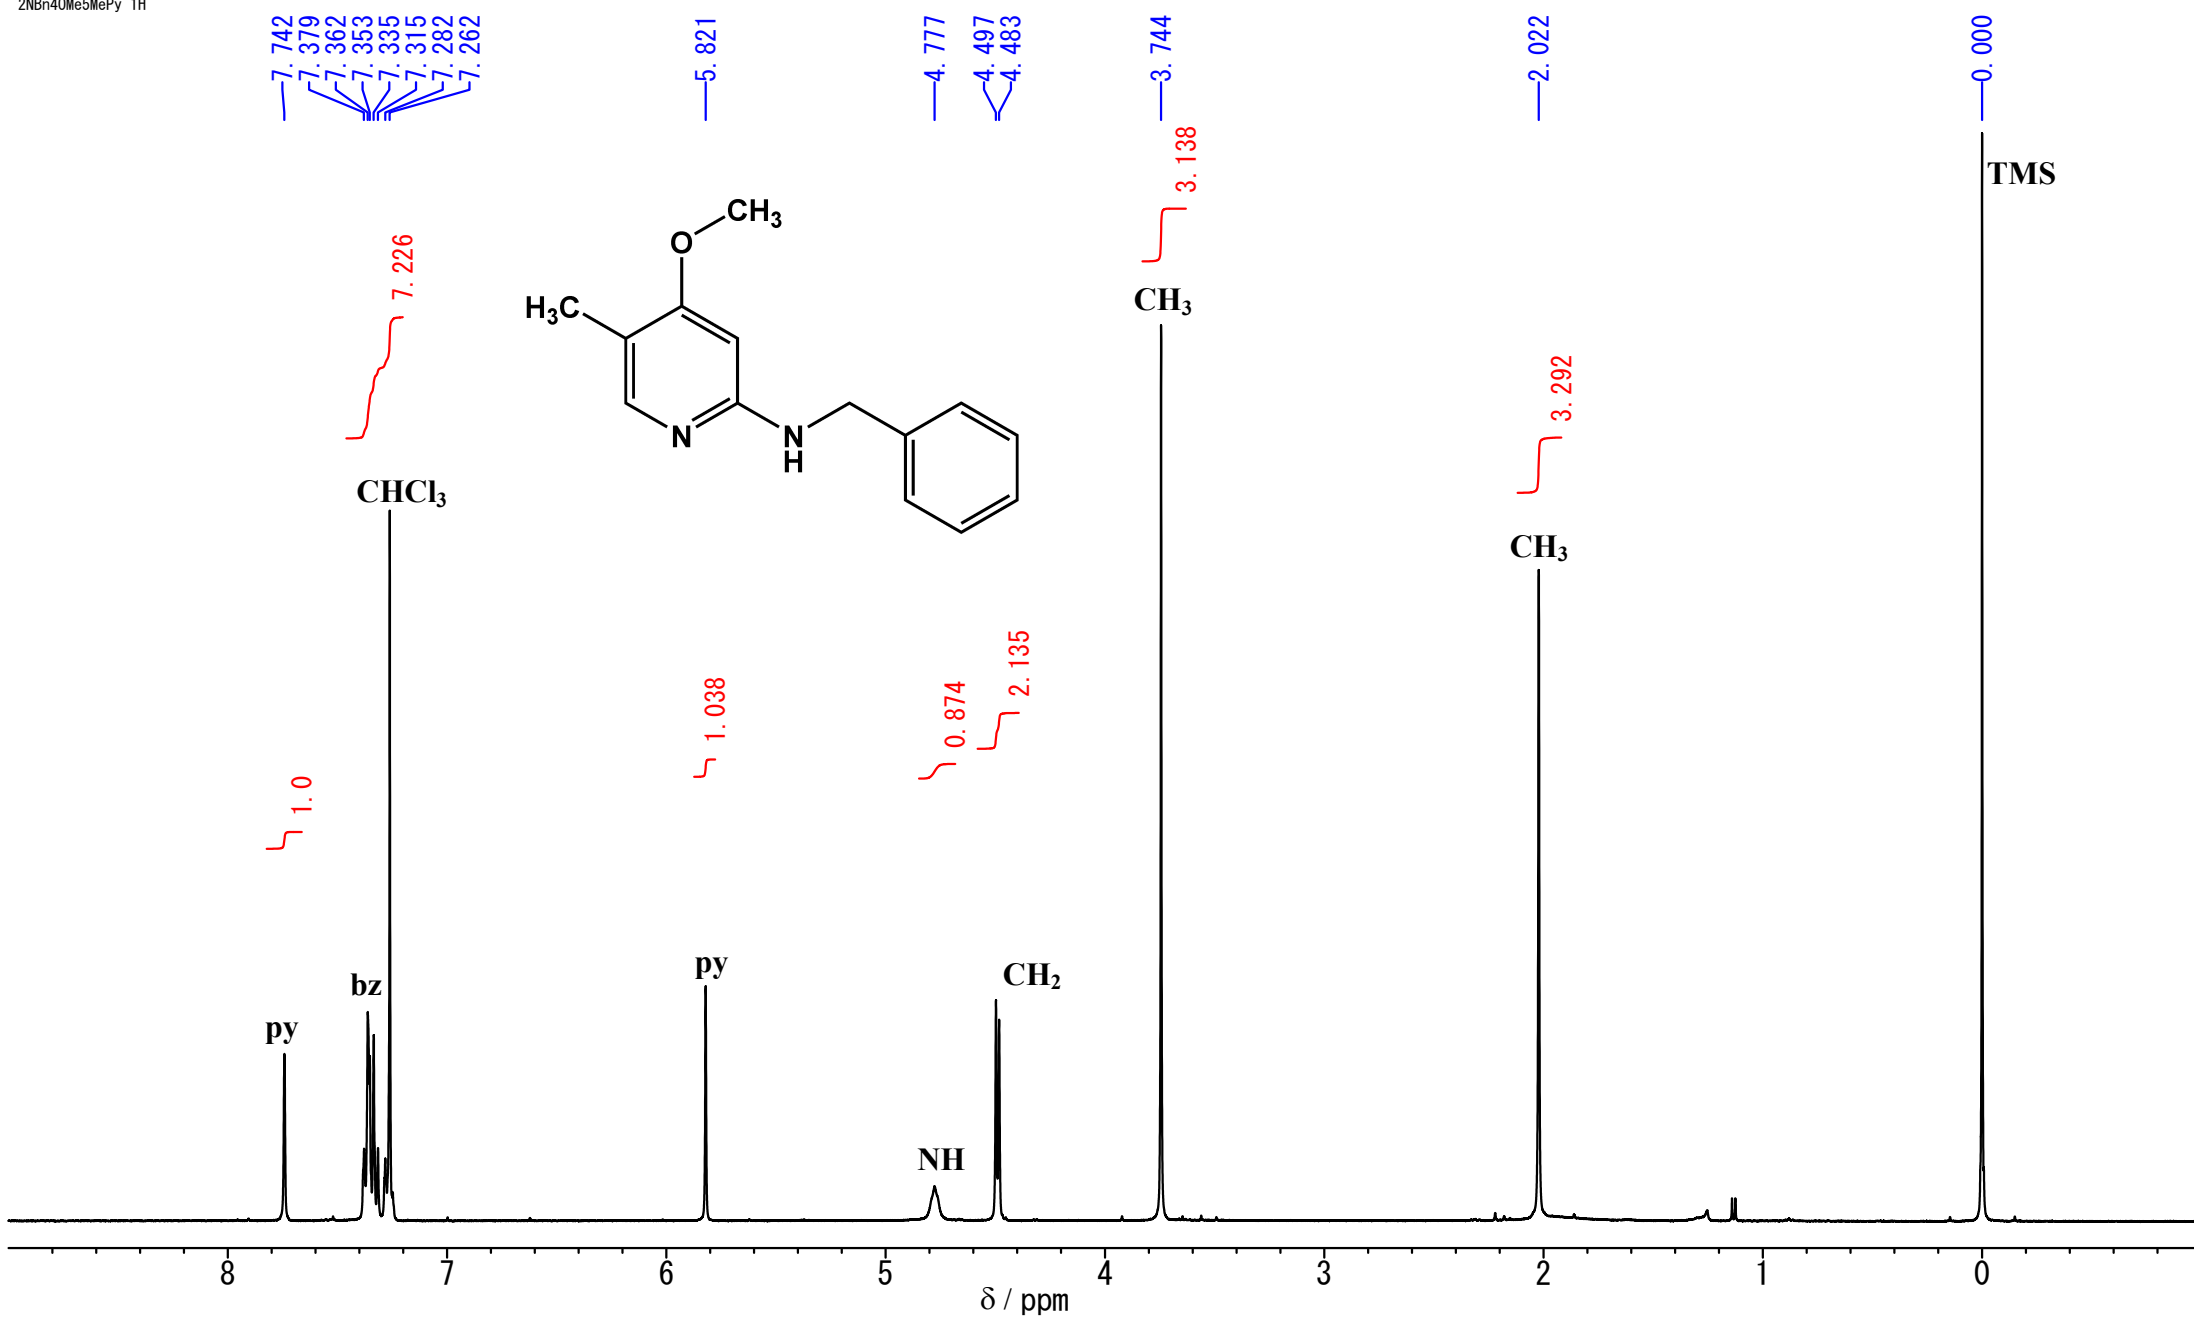 2NBn4OMe5MePy 1H
7.742
7.379
7.362
7.353
7.335
7.315
7.282
7.262
5.821
4.777
4.497
4.483
3.744
2.022
0.000
TMS
3.138
CH3
O
H3C
N
N
H
7.226
CHCl3
CH3
3.292
CH3
2.135
0.874
1.038
1.0
py
bz
py
CH2
NH
8 7 6 5 4 3 2 1 0
δ / ppm